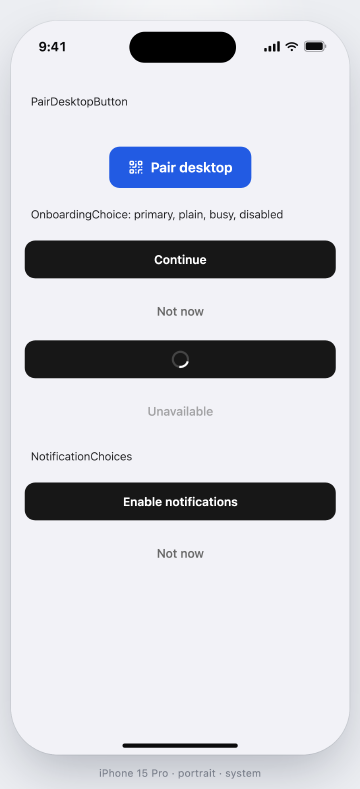 9:41
PairDesktopButton
Pair desktop
OnboardingChoice: primary, plain, busy, disabled
Continue
Not now
Unavailable
NotificationChoices
Enable notifications
Not now
iPhone 15 Pro · portrait · system